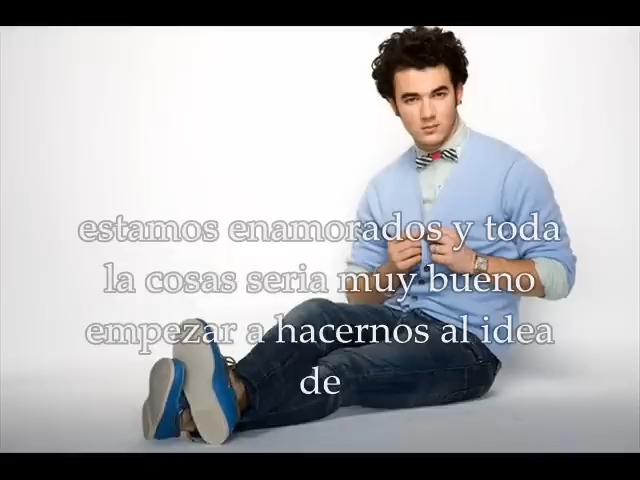 estamos enamorados y toda
la cosas seria muy bueno
empezar a hacernos al idea
de